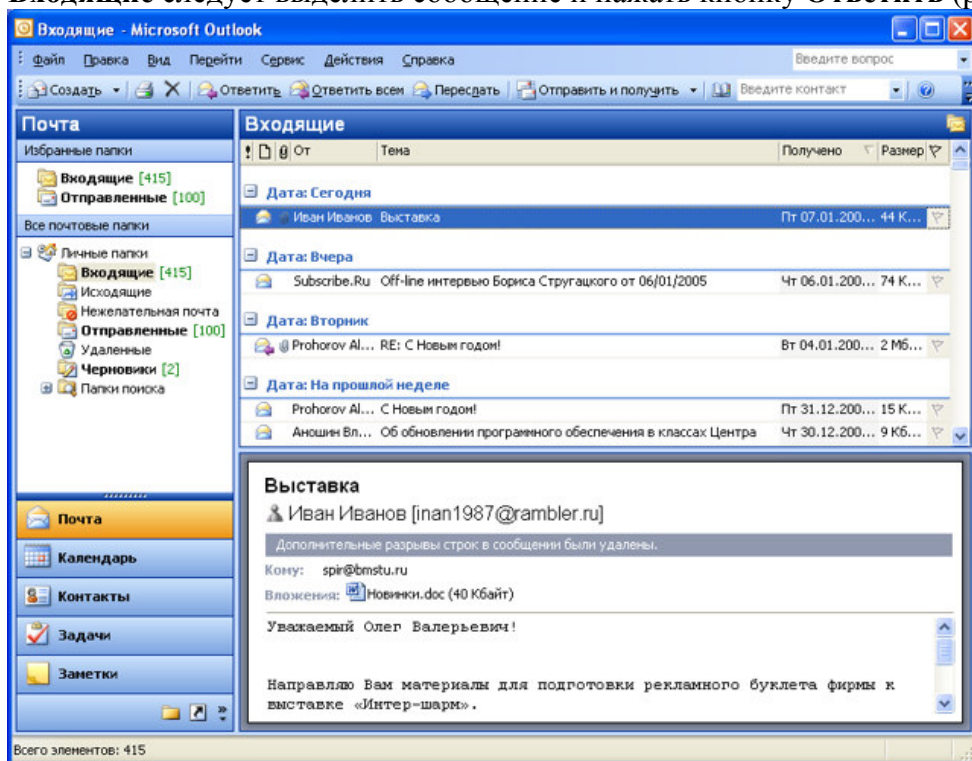 Входящие следует выделить сообщение и нажать кнопку Ответить (р
Входящие - Microsoft Outlook
Файл Правка Вид Перейти Сервис Действия Справка Введите вопрос
Создать Ответить Ответить всем Переслать Отправить и получить Введите контакт
Почта
Избранные папки
Входящие [415]
Отправленные [100]
Все почтовые папки
Личные папки
Входящие [415]
Исходящие
Нежелательная почта
Отправленные [100]
Удаленные
Черновики [2]
Папки поиска
Почта
Календарь
Контакты
Задачи
Заметки
Входящие
От Тема Получено Размер
Дата: Сегодня
Иван Иванов Выставка Пт 07.01.200... 44 К...
Дата: Вчера
Subscribe.Ru Off-line интервью Бориса Стругацкого от 06/01/2005 Чт 06.01.200... 74 К...
Дата: Вторник
Prohorov Al... RE: С Новым годом! Вт 04.01.200... 2 Мб...
Дата: На прошлой неделе
Prohorov Al... С Новым годом! Пт 31.12.200... 15 К...
Аношин Вл... Об обновлении программного обеспечения в классах Центра Чт 30.12.200... 9 Кб...
Выставка
Иван Иванов [inan1987@rambler.ru]
Дополнительные разрывы строк в сообщении были удалены.
Кому: spir@bmstu.ru
Вложения: Новинки.doc (40 Кбайт)
Уважаемый Олег Валерьевич!
Направляю Вам материалы для подготовки рекламного буклета фирмы к
выставке «Интер-шарм».
Всего элементов: 415